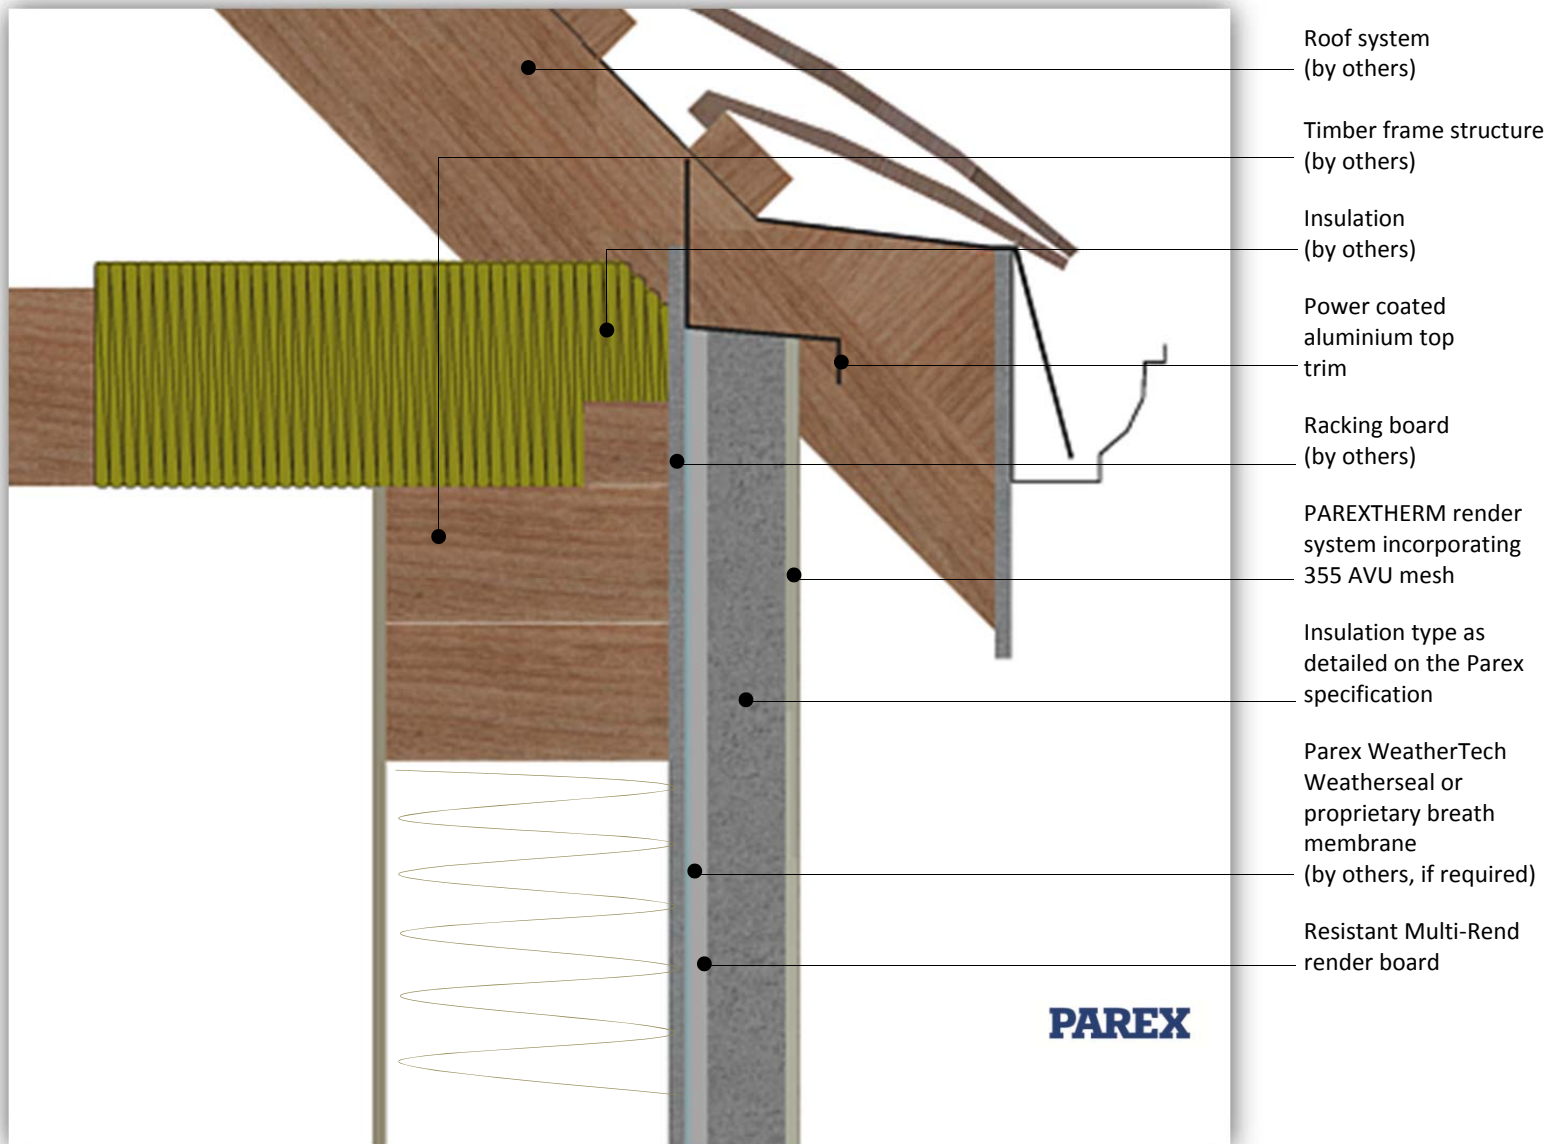 Roof system
(by others)
Timber frame structure
(by others)
Insulation
(by others)
Power coated
aluminium top
trim
Racking board
(by others)
PAREXTHERM render
system incorporating
355 AVU mesh
Insulation type as
detailed on the Parex
specification
Parex WeatherTech
Weatherseal or
proprietary breath
membrane
(by others, if required)
Resistant Multi-Rend
render board
PAREX